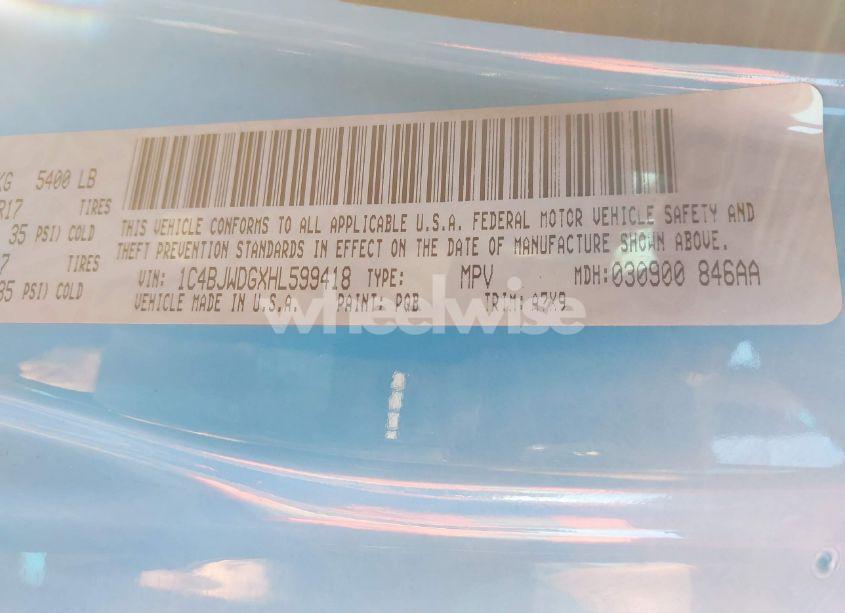 KG 5400 LB
R17 TIRES
35 PSI) COLD
7 TIRES
35 PSI) COLD
THIS VEHICLE CONFORMS TO ALL APPLICABLE U.S.A. FEDERAL MOTOR VEHICLE SAFETY AND
THEFT PREVENTION STANDARDS IN EFFECT ON THE DATE OF MANUFACTURE SHOWN ABOVE.
VIN: 1C4BJWDGXHL599418 TYPE: MPV MDH: 030900 846AA
VEHICLE MADE IN U.S.A. PAINT: PQB TRIM: A7X9
wheelwise